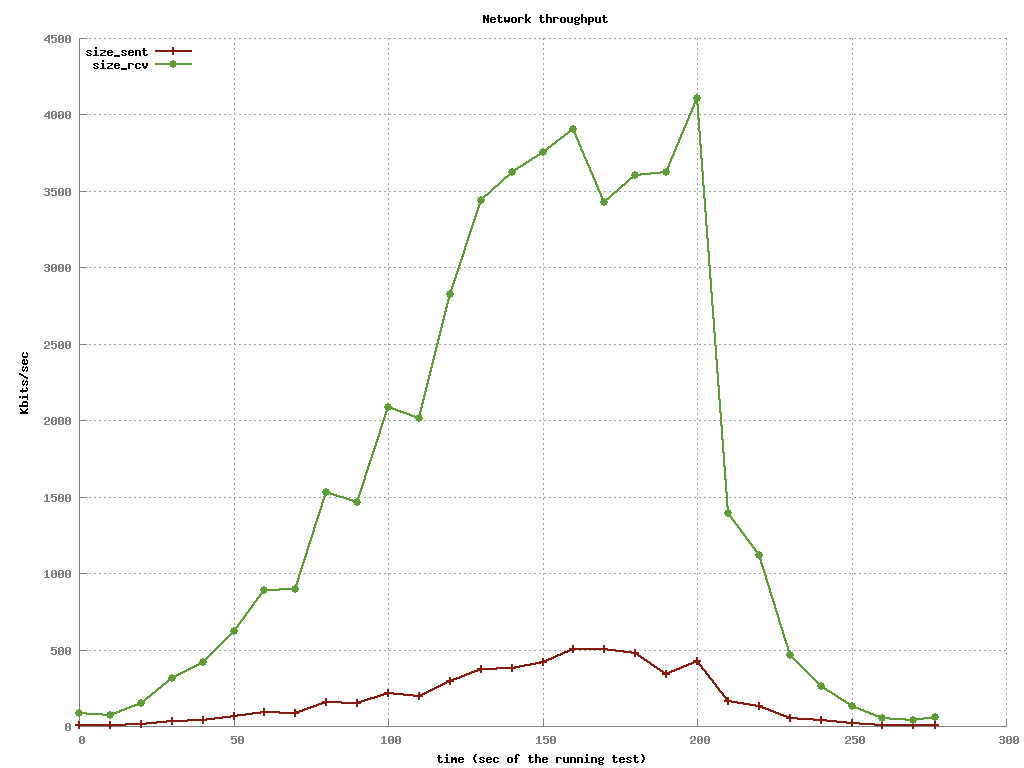 Network throughput
4500
size_sent
size_rcv
4000
3500
3000
2500
Kbits/sec
2000
1500
1000
500
0
0 50 100 150 200 250 300
time (sec of the running test)